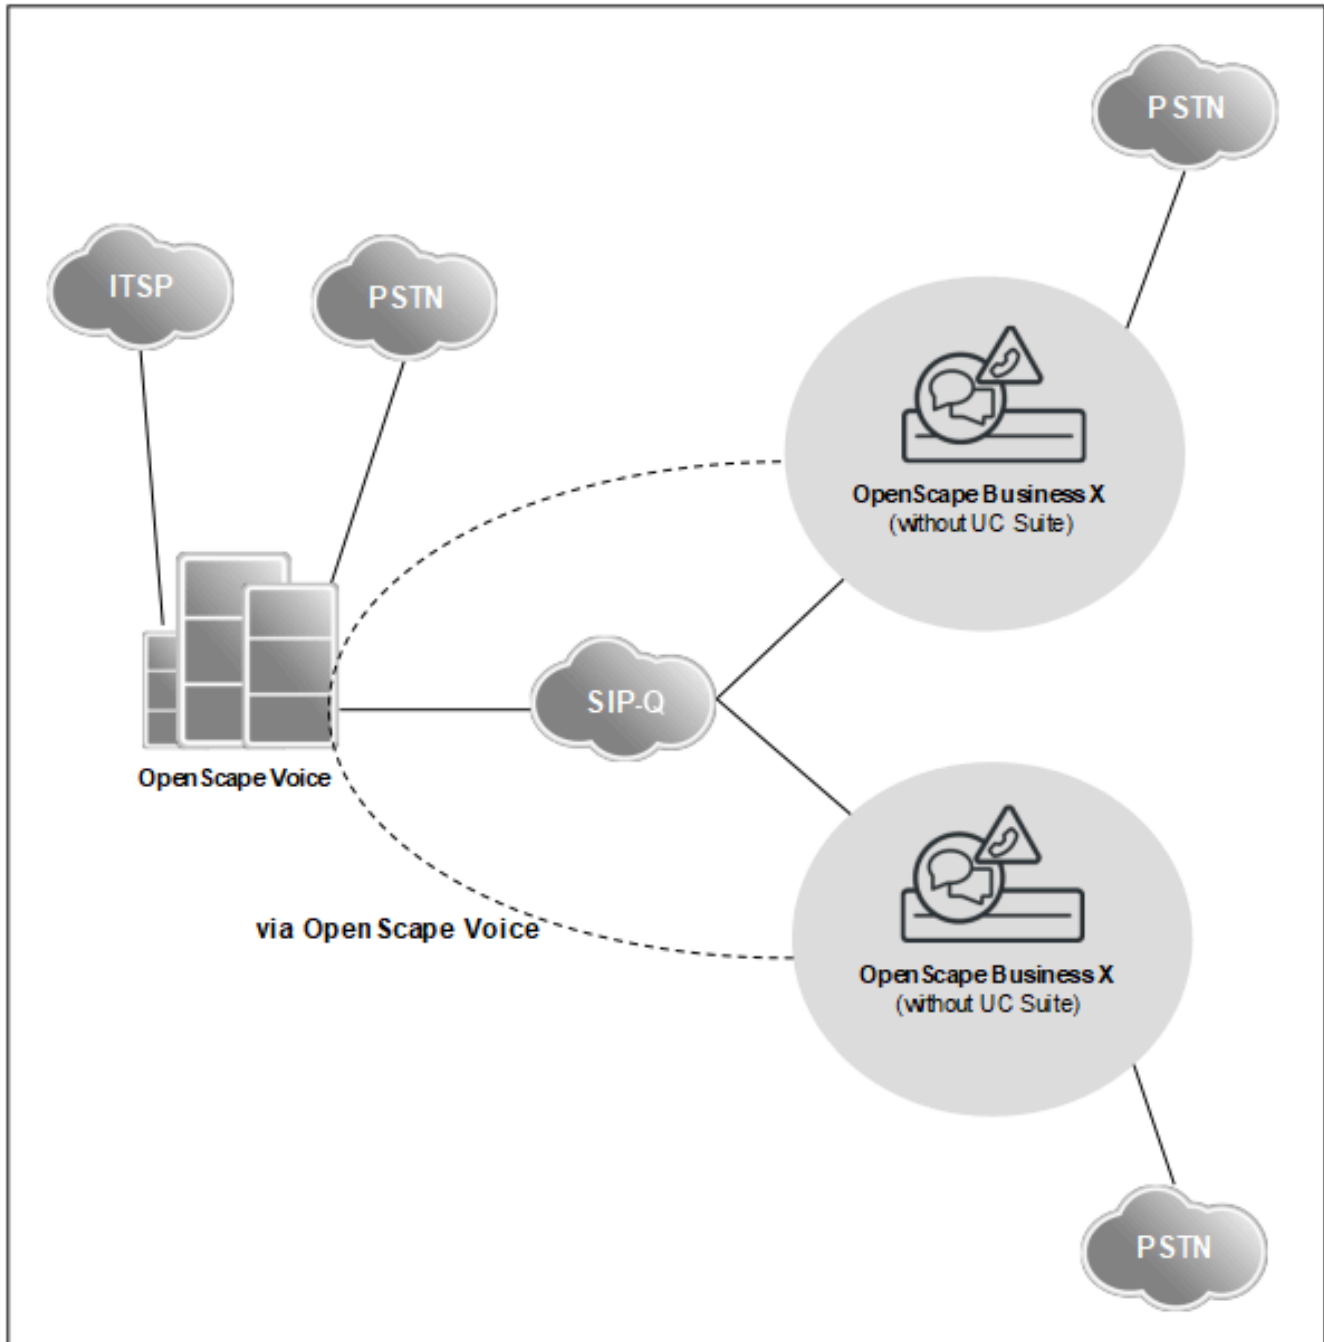 PSTN
ITSP
PSTN
OpenScape Business X
(without UC Suite)
SIP-Q
OpenScape Voice
via OpenScape Voice
OpenScape Business X
(without UC Suite)
PSTN